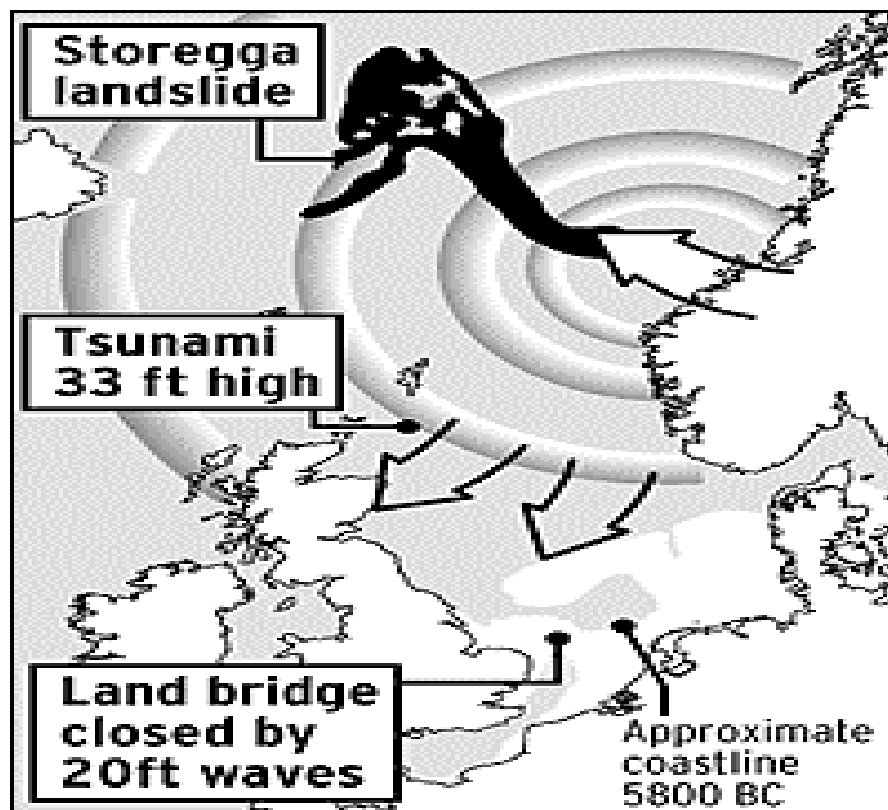 Storegga
landslide
Tsunami
33 ft high
Land bridge
closed by
20ft waves
Approximate
coastline
5800 BC